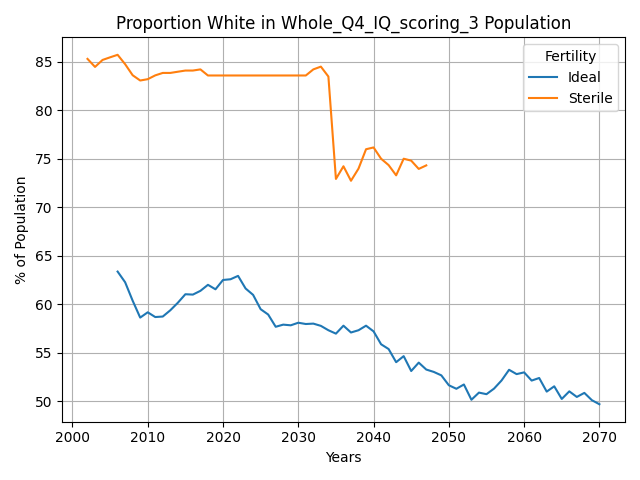 Proportion White in Whole_Q4_IQ_scoring_3 Population
% of Population
85
80
75
70
65
60
55
50
Fertility
Ideal
Sterile
2000 2010 2020 2030 2040 2050 2060 2070
Years